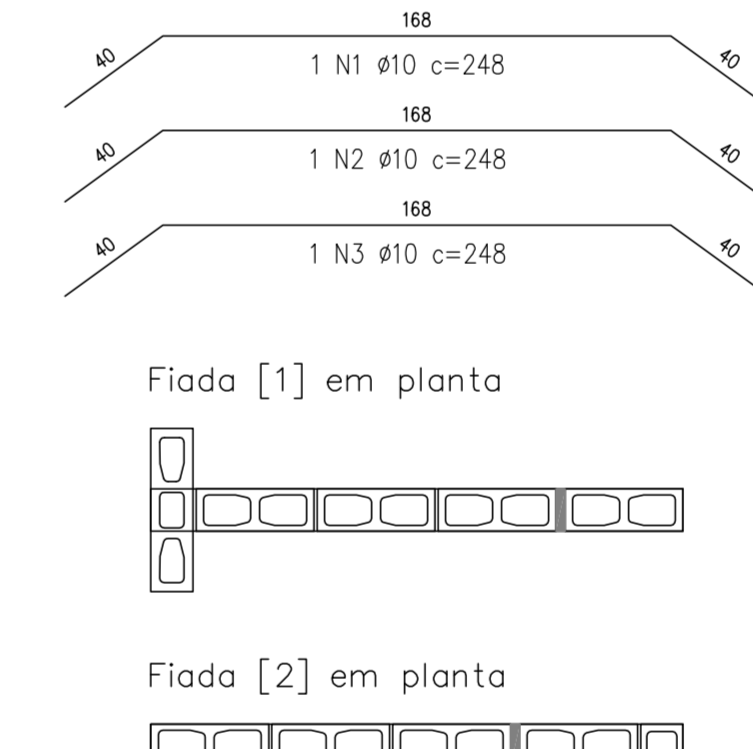 168
40 40
1 N1 ø10 c=248
168
40 40
1 N2 ø10 c=248
168
40 40
1 N3 ø10 c=248
Fiada [1] em planta
Fiada [2] em planta